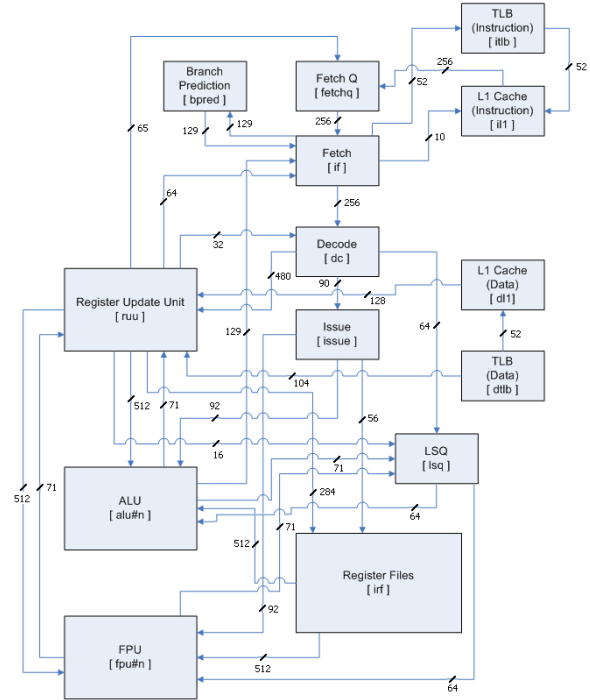 TLB
(Instruction)
[ itlb ]
Branch
Prediction
[ bpred ]
Fetch Q
[ fetchq ]
256
52
52
L1 Cache
(Instruction)
[ il1 ]
65
129
129
256
10
Fetch
[ if ]
64
256
32
Decode
[ dc ]
480
90
128
L1 Cache
(Data)
[ dl1]
Register Update Unit
[ ruu ]
Issue
[ issue ]
129
64
52
TLB
(Data)
[ dtlb ]
104
512
71
92
56
16
LSQ
[ lsq ]
71
512
71
ALU
[ alu#n ]
284
64
71
512
Register Files
[ irf ]
92
FPU
[ fpu#n ]
512
64